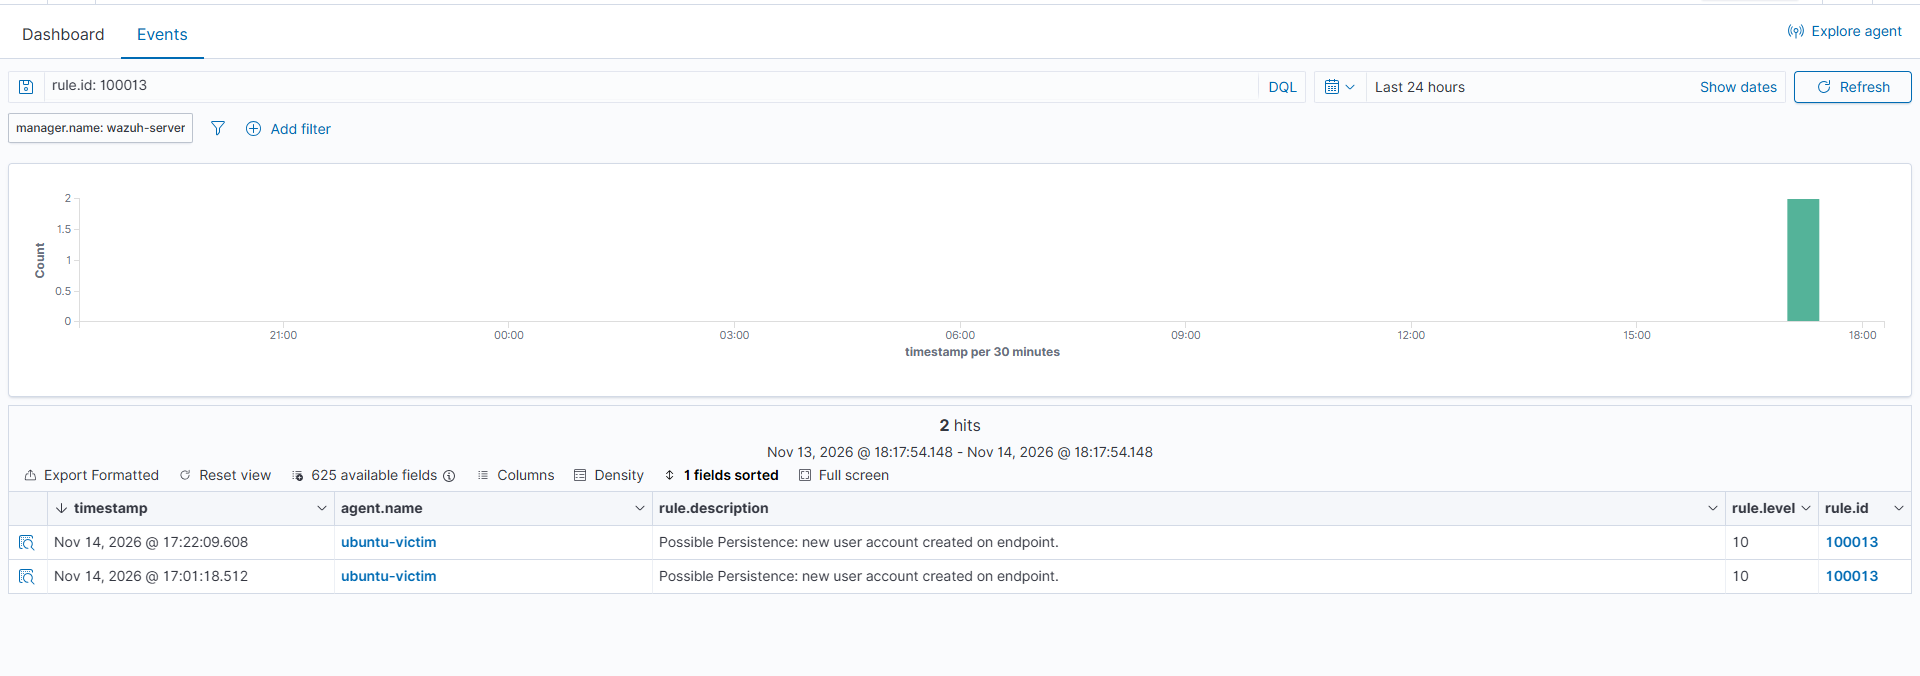 Dashboard Events Explore agent
rule.id: 100013 DQL Last 24 hours Show dates Refresh
manager.name: wazuh-server Add filter
2
1.5
1
0.5
0
Count
21:00 00:00 03:00 06:00 09:00 12:00 15:00 18:00
timestamp per 30 minutes
2 hits
Nov 13, 2026 @ 18:17:54.148 - Nov 14, 2026 @ 18:17:54.148
Export Formatted Reset view 625 available fields Columns Density 1 fields sorted Full screen
timestamp agent.name rule.description rule.level rule.id
Nov 14, 2026 @ 17:22:09.608 ubuntu-victim Possible Persistence: new user account created on endpoint. 10 100013
Nov 14, 2026 @ 17:01:18.512 ubuntu-victim Possible Persistence: new user account created on endpoint. 10 100013